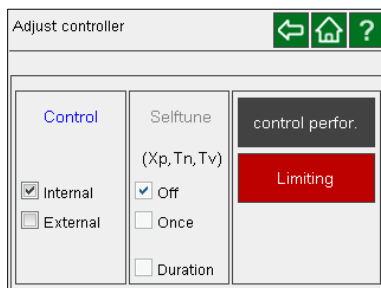 Adjust controller
?
Control
Internal
External
Selftune
(Xp,Tn,Tv)
Off
Once
Duration
control perfor.
Limiting